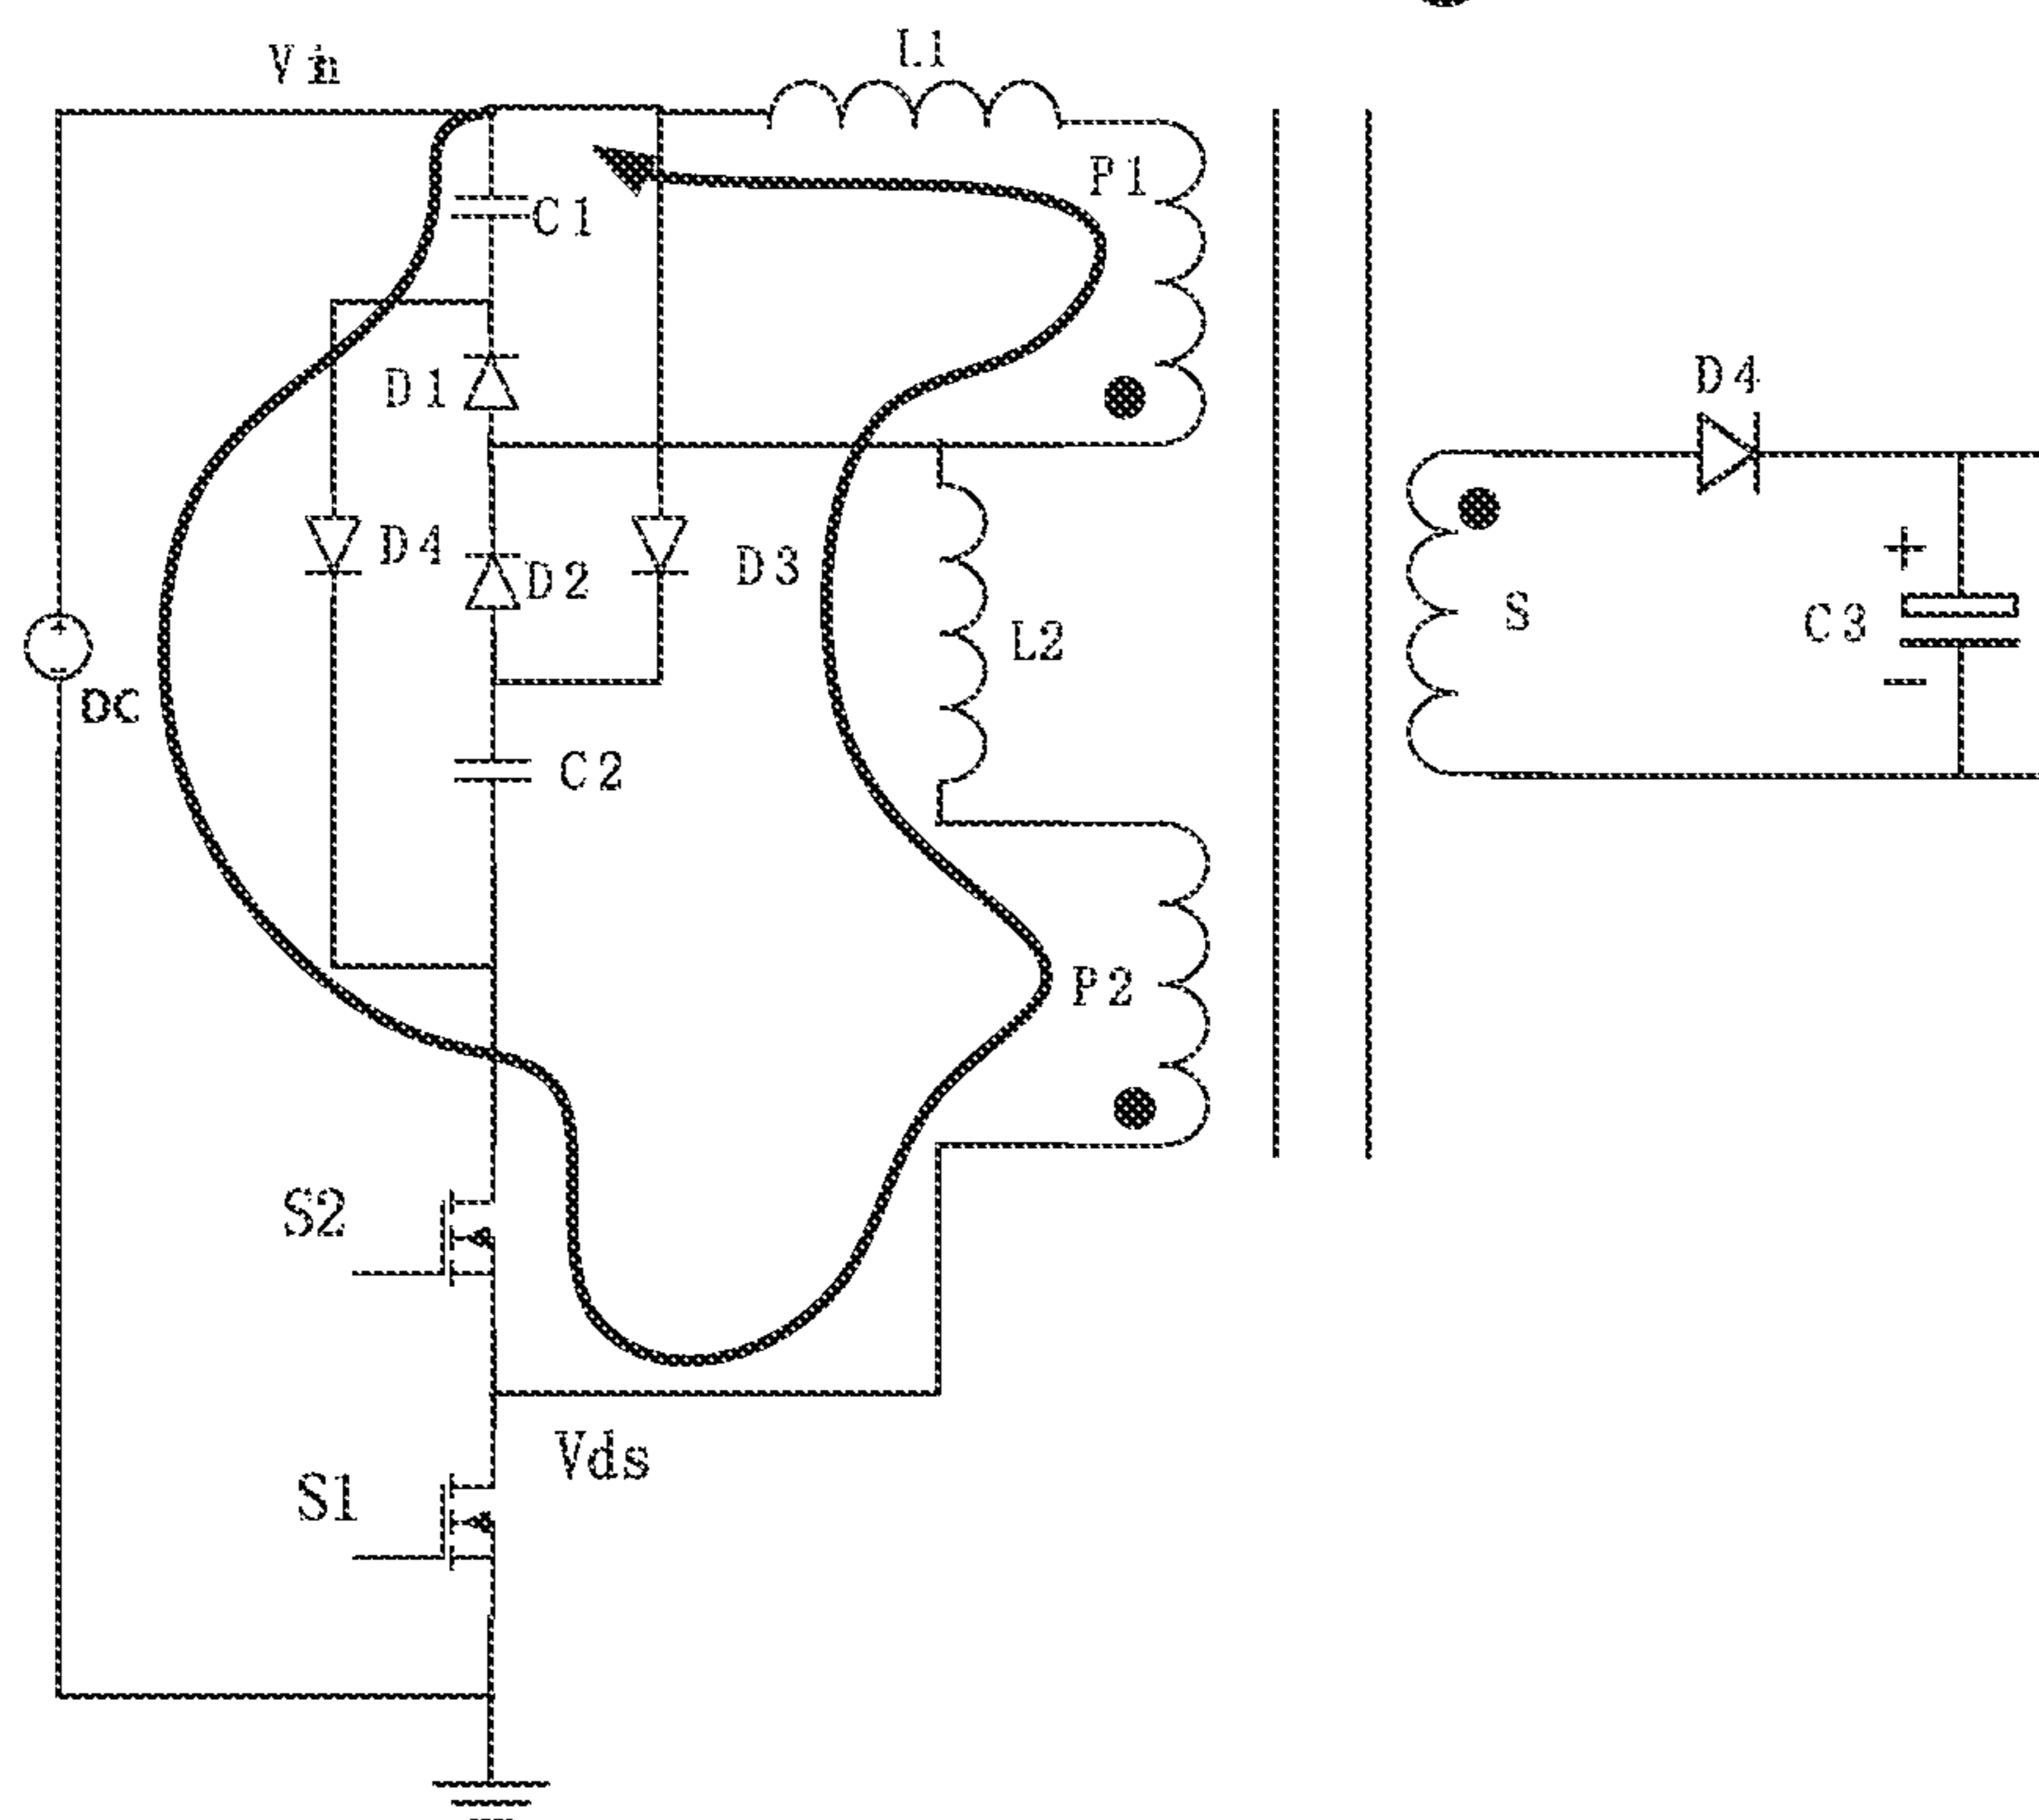 Vin
L1
P1
C1
D1
D4
D4
D2
D3
L2
S
C3
+
DC
C2
−
P2
S2
Vds
S1